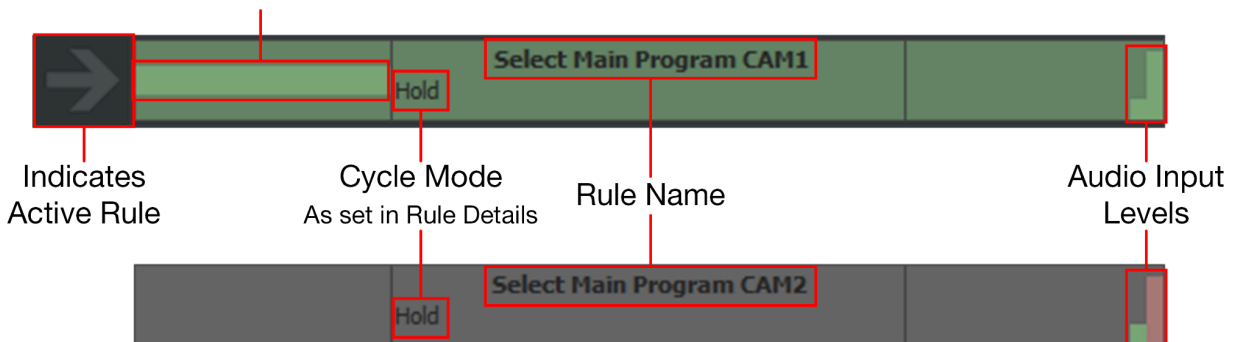 Select Main Program CAM1
Hold
Indicates
Active Rule
Cycle Mode
As set in Rule Details
Rule Name
Audio Input
Levels
Select Main Program CAM2
Hold